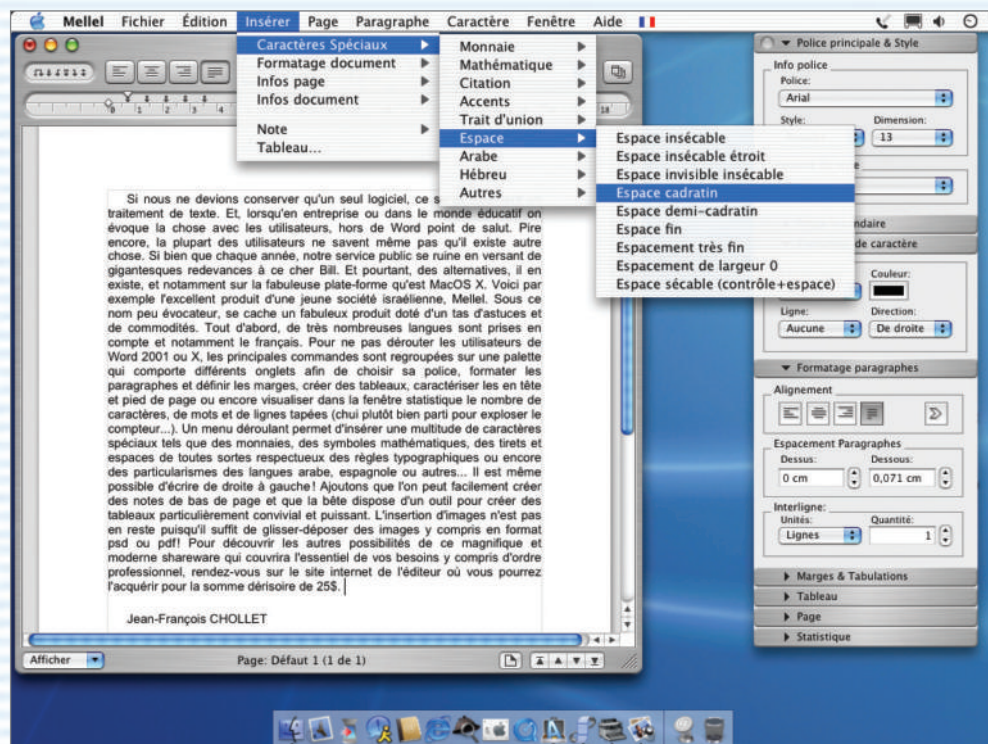 Mellel Fichier Édition Insérer Page Paragraphe Caractère Fenêtre Aide
Caractères Spéciaux
Formatage document
Infos page
Infos document
Note
Tableau...
Monnaie
Mathématique
Citation
Accents
Trait d'union
Espace
Arabe
Hébreu
Autres
Espace insécable
Espace insécable étroit
Espace invisible insécable
Espace cadratin
Espace demi-cadratin
Espace fin
Espacement très fin
Espacement de largeur 0
Espace sécable (contrôle+espace)
0 1 2 3 4 18
Si nous ne devions conserver qu'un seul logiciel, ce s
traitement de texte. Et, lorsqu'en entreprise ou dans le monde éducatif on
évoque la chose avec les utilisateurs, hors de Word point de salut. Pire
encore, la plupart des utilisateurs ne savent même pas qu'il existe autre
chose. Si bien que chaque année, notre service public se ruine en versant de
gigantesques redevances à ce cher Bill. Et pourtant, des alternatives, il en
existe, et notamment sur la fabuleuse plate-forme qu'est MacOS X. Voici par
exemple l'excellent produit d'une jeune société israélienne, Mellel. Sous ce
nom peu évocateur, se cache un fabuleux produit doté d'un tas d'astuces et
de commodités. Tout d'abord, de très nombreuses langues sont prises en
compte et notamment le français. Pour ne pas dérouter les utilisateurs de
Word 2001 ou X, les principales commandes sont regroupées sur une palette
qui comporte différents onglets afin de choisir sa police, formater les
paragraphes et définir les marges, créer des tableaux, caractériser les en tête
et pied de page ou encore visualiser dans la fenêtre statistique le nombre de
caractères, de mots et de lignes tapées (chui plutôt bien parti pour exploser le
compteur...). Un menu déroulant permet d'insérer une multitude de caractères
spéciaux tels que des monnaies, des symboles mathématiques, des tirets et
espaces de toutes sortes respectueux des règles typographiques ou encore
des particularismes des langues arabe, espagnole ou autres... Il est même
possible d'écrire de droite à gauche! Ajoutons que l'on peut facilement créer
des notes de bas de page et que la bête dispose d'un outil pour créer des
tableaux particulièrement convivial et puissant. L'insertion d'images n'est pas
en reste puisqu'il suffit de glisser-déposer des images y compris en format
psd ou pdf! Pour découvrir les autres possibilités de ce magnifique et
moderne shareware qui couvrira l'essentiel de vos besoins y compris d'ordre
professionnel, rendez-vous sur le site internet de l'éditeur où vous pourrez
l'acquérir pour la somme dérisoire de 25$.
Jean-François CHOLLET
Afficher
Page: Défaut 1 (1 de 1)
Police principale & Style
Info police
Police:
Arial
Style: Dimension:
13
ndaire
de caractère
Couleur:
Ligne: Direction:
Aucune De droite
Formatage paragraphes
Alignement
Espacement Paragraphes
Dessus: Dessous:
0 cm 0,071 cm
Interligne:
Unités: Quantité:
Lignes 1
Marges & Tabulations
Tableau
Page
Statistique